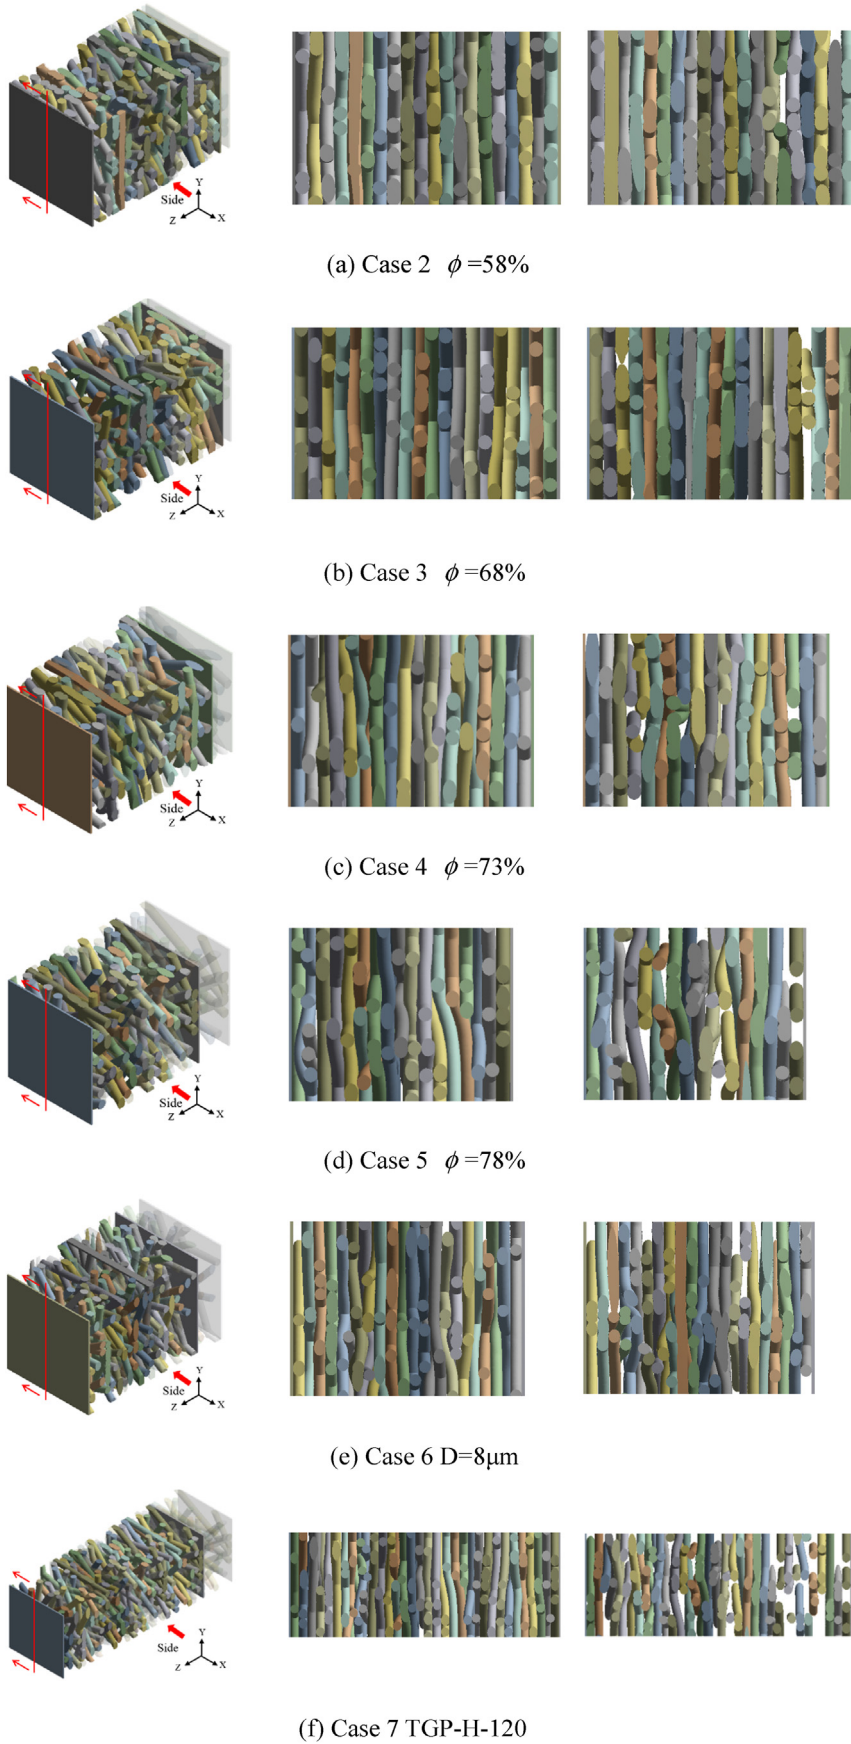 Side
Y
Z
X
(a) Case 2 ϕ =58%
Side
Y
Z
X
(b) Case 3 ϕ =68%
Side
Y
Z
X
(c) Case 4 ϕ =73%
Side
Y
Z
X
(d) Case 5 ϕ =78%
Side
Y
Z
X
(e) Case 6 D=8μm
Side
Y
Z
X
(f) Case 7 TGP-H-120